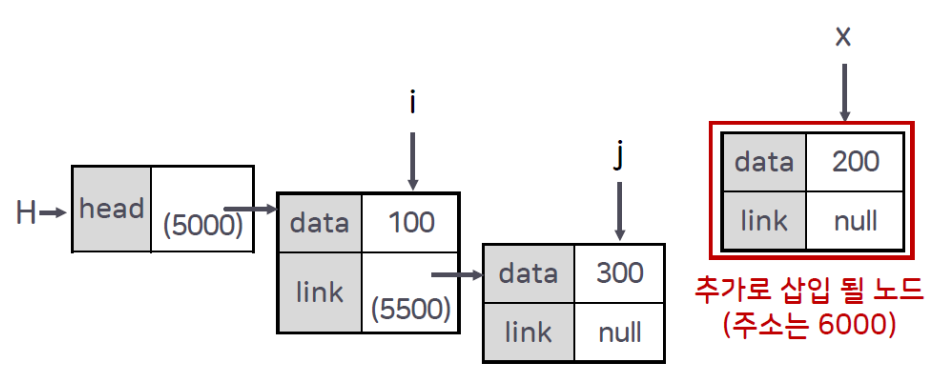 x
i
j
H
head
(5000)
data 100
link
(5500)
data 300
link null
data 200
link null
추가로 삽입 될 노드
(주소는 6000)